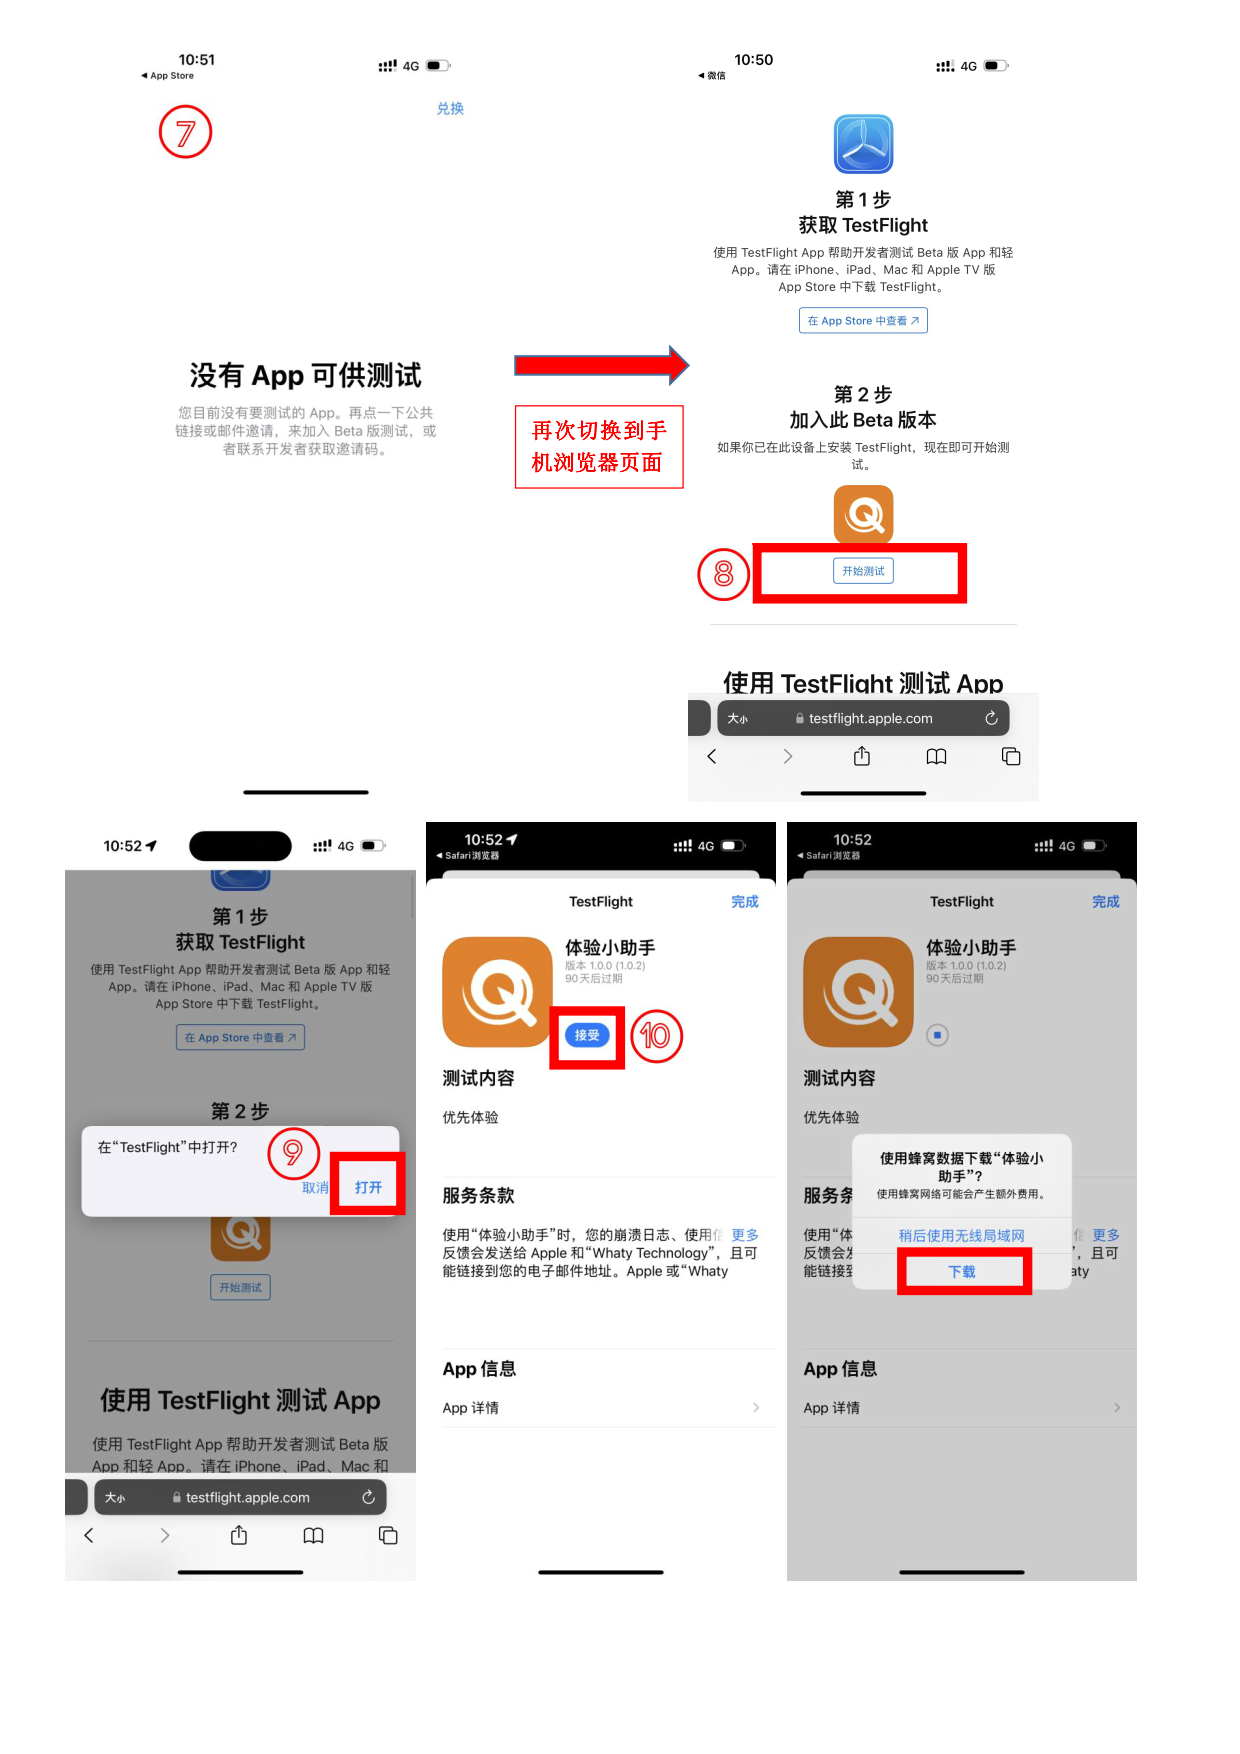 10:51
◀ App Store
4G
兑换
⑦
没有 App 可供测试
您目前没有要测试的 App。再点一下公共
链接或邮件邀请，来加入 Beta 版测试，或
者联系开发者获取邀请码。
再次切换到手
机浏览器页面
10:50
◀ 微信
4G
第 1 步
获取 TestFlight
使用 TestFlight App 帮助开发者测试 Beta 版 App 和轻
App。请在 iPhone、iPad、Mac 和 Apple TV 版
App Store 中下载 TestFlight。
在 App Store 中查看 ↗
第 2 步
加入此 Beta 版本
如果你已在此设备上安装 TestFlight，现在即可开始测
试。
⑧
开始测试
使用 TestFlight 测试 App
大小 testflight.apple.com
10:52
4G
第 1 步
获取 TestFlight
使用 TestFlight App 帮助开发者测试 Beta 版 App 和轻
App。请在 iPhone、iPad、Mac 和 Apple TV 版
App Store 中下载 TestFlight。
在 App Store 中查看 ↗
第 2 步
在“TestFlight”中打开?
⑨
取消 打开
开始测试
使用 TestFlight 测试 App
使用 TestFlight App 帮助开发者测试 Beta 版
App 和轻 App。请在 iPhone、iPad、Mac 和
大小 testflight.apple.com
10:52
◀ Safari浏览器
4G
TestFlight 完成
体验小助手
版本 1.0.0 (1.0.2)
90天后过期
接受
⑩
测试内容
优先体验
服务条款
使用“体验小助手”时，您的崩溃日志、使用信 更多
反馈会发送给 Apple 和“Whaty Technology”，且可
能链接到您的电子邮件地址。Apple 或“Whaty
App 信息
App 详情
10:52
◀ Safari浏览器
4G
TestFlight 完成
体验小助手
版本 1.0.0 (1.0.2)
90天后过期
测试内容
优先体验
使用蜂窝数据下载“体验小
助手”?
使用蜂窝网络可能会产生额外费用。
稍后使用无线局域网
下载
服务条
使用“体 信 更多
反馈会发 ”，且可
能链接到 aty
App 信息
App 详情